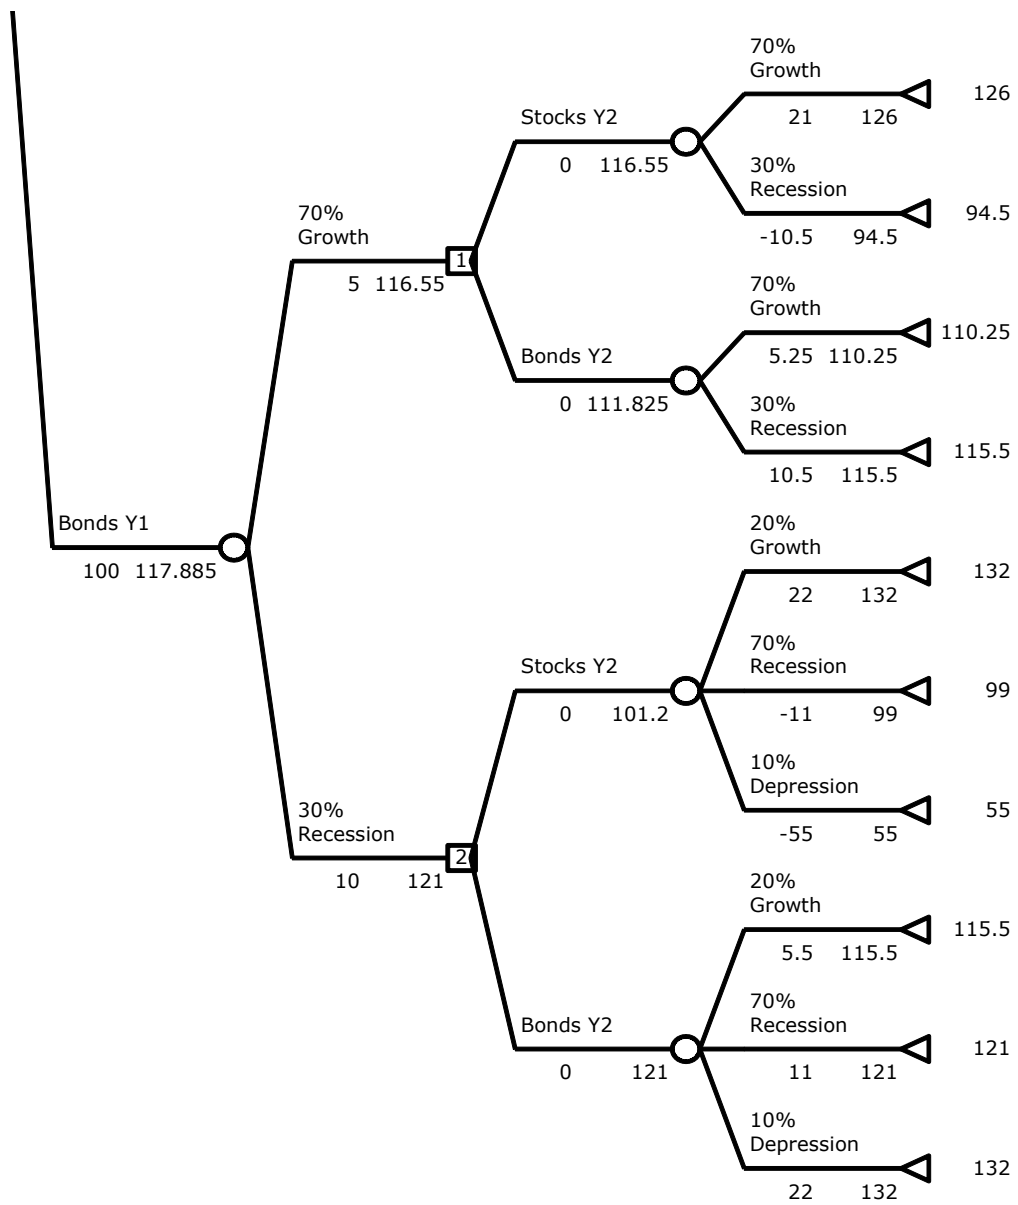 70%
Growth
126
Stocks Y2
21 126
0 116.55
30%
Recession
94.5
70%
Growth
-10.5 94.5
1
5 116.55
70%
Growth
110.25
Bonds Y2
5.25 110.25
0 111.825
30%
Recession
115.5
10.5 115.5
Bonds Y1
100 117.885
20%
Growth
132
22 132
Stocks Y2
70%
Recession
99
0 101.2
-11 99
10%
Depression
55
30%
Recession
-55 55
2
10 121
20%
Growth
115.5
5.5 115.5
Bonds Y2
70%
Recession
121
0 121
11 121
10%
Depression
132
22 132